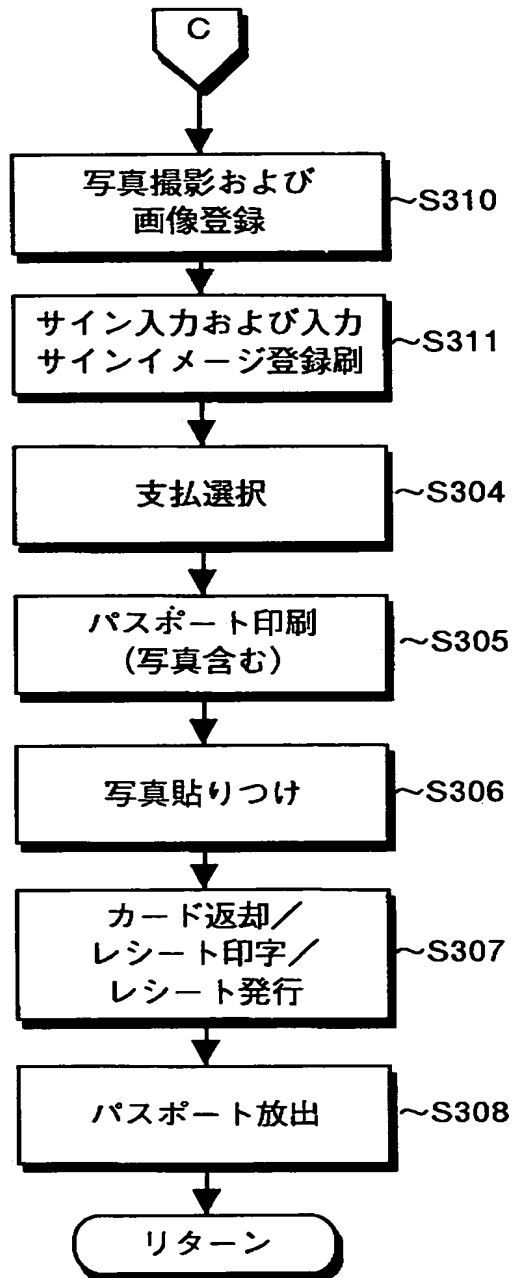 C
写真撮影および
画像登録
~S310
サイン入力および入力
サインイメージ登録刷
~S311
支払選択
~S304
パスポート印刷
(写真含む)
~S305
写真貼りつけ
~S306
カード返却/
レシート印字/
レシート発行
~S307
パスポート放出
~S308
リターン